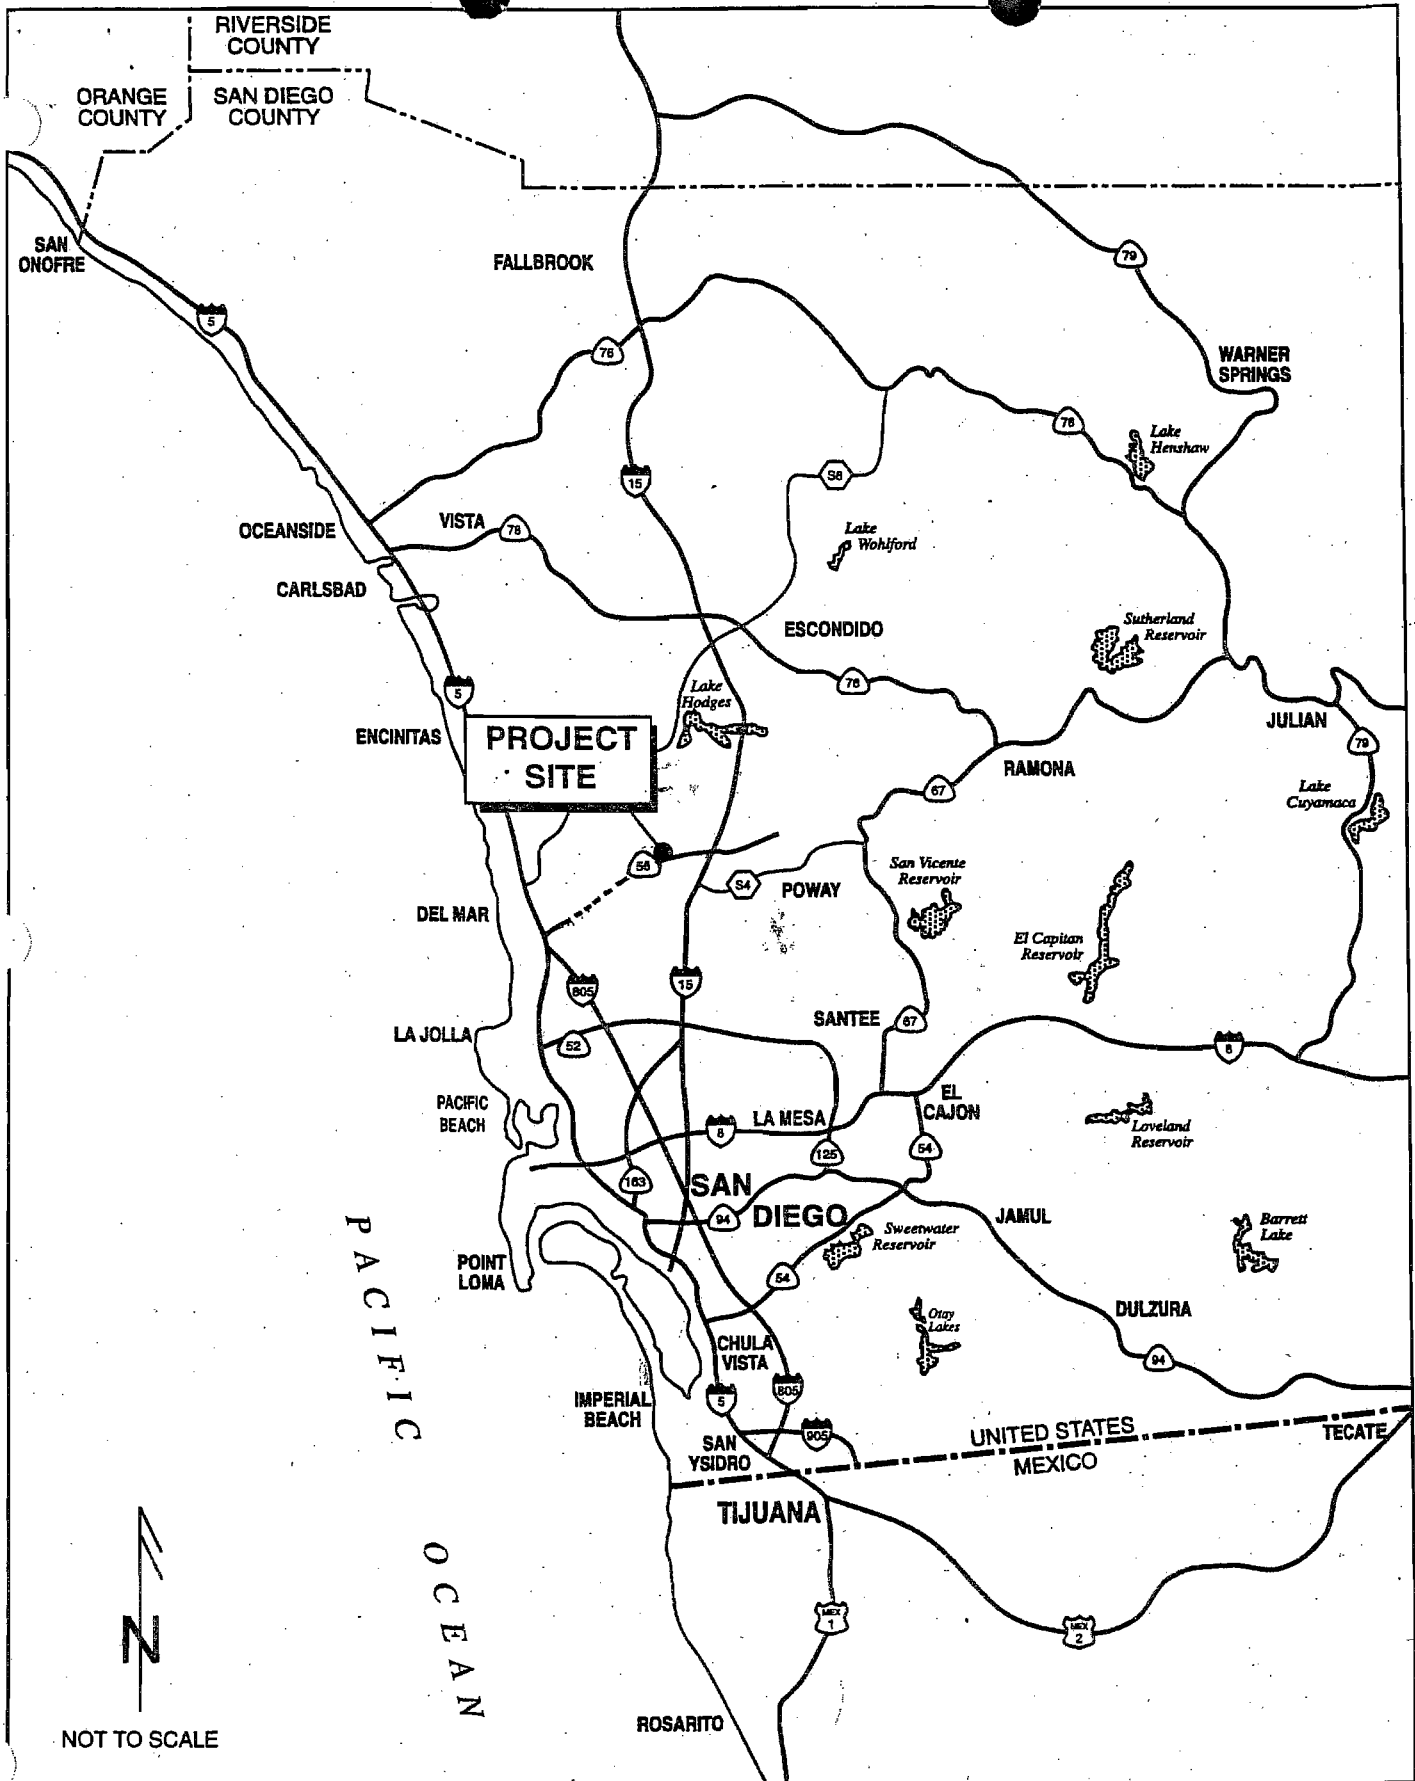 RIVERSIDE
COUNTY
ORANGE
COUNTY
SAN DIEGO
COUNTY
SAN
ONOFRE
FALLBROOK
79
5
76
WARNER
SPRINGS
76
Lake
Henshaw
15
S6
OCEANSIDE
VISTA
78
Lake
Wohlford
CARLSBAD
ESCONDIDO
Sutherland
Reservoir
5
Lake
Hodges
78
ENCINITAS
PROJECT
SITE
JULIAN
79
RAMONA
67
Lake
Cuyamaca
56
S4
POWAY
San Vicente
Reservoir
DEL MAR
El Capitan
Reservoir
805
15
LA JOLLA
52
SANTEE
67
8
PACIFIC
BEACH
8
LA MESA
EL
CAJON
Loveland
Reservoir
125
54
163
SAN
DIEGO
94
JAMUL
Sweetwater
Reservoir
Barrett
Lake
POINT
LOMA
54
Otay
Lakes
DULZURA
94
CHULA
VISTA
IMPERIAL
BEACH
5
805
905
SAN
YSIDRO
UNITED STATES
MEXICO
TECATE
TIJUANA
PACIFIC
OCEAN
MEX
1
MEX
2
N
NOT TO SCALE
ROSARITO